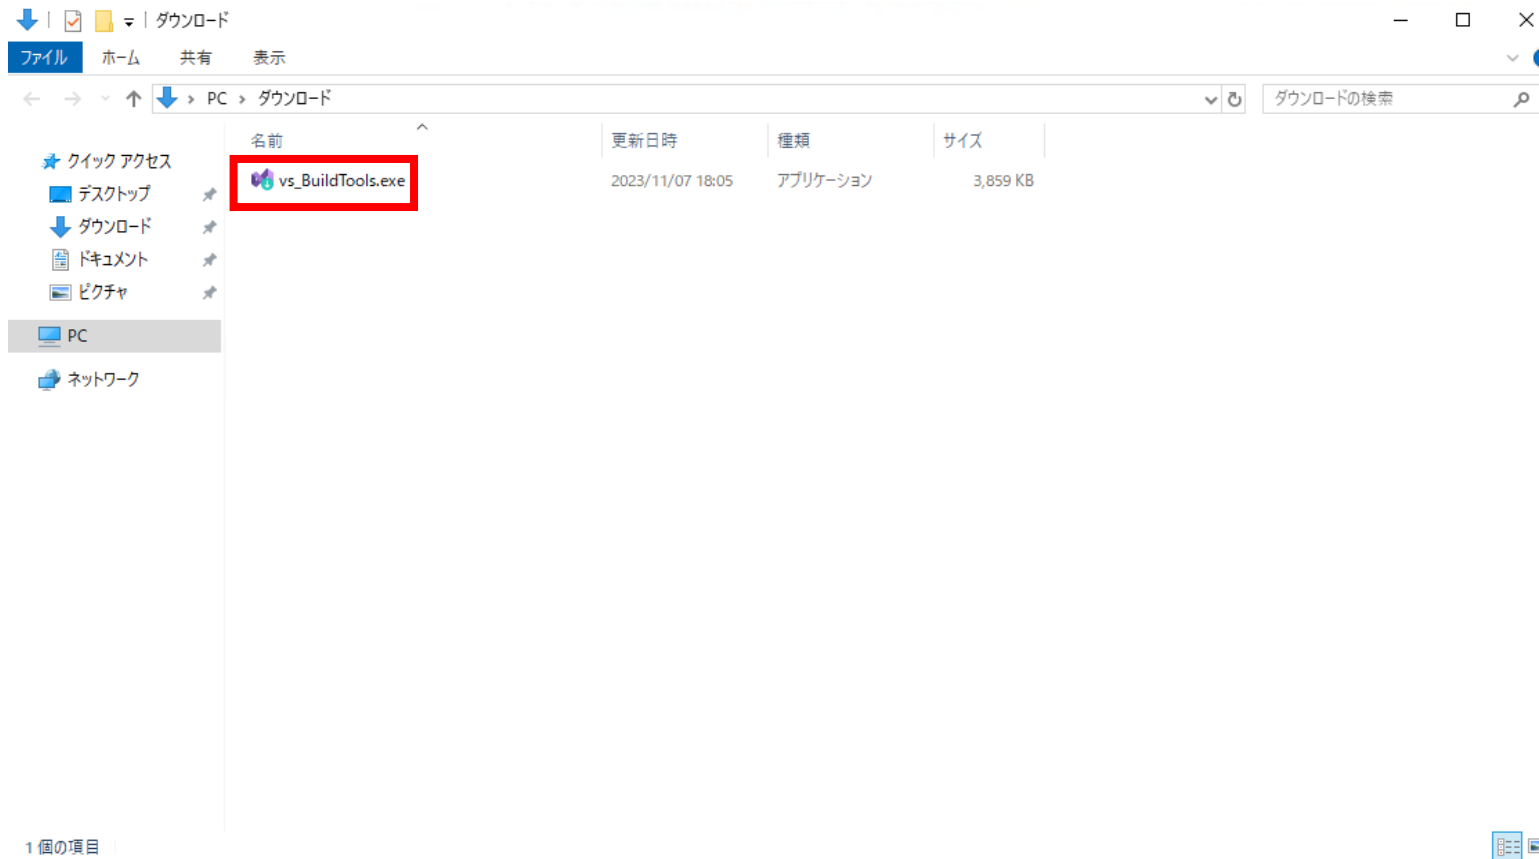 ダウンロード
ファイル ホーム 共有 表示
PC ダウンロード ダウンロードの検索
名前 更新日時 種類 サイズ
クイック アクセス
vs_BuildTools.exe 2023/11/07 18:05 アプリケーション 3,859 KB
デスクトップ
ダウンロード
ドキュメント
ピクチャ
PC
ネットワーク
1 個の項目